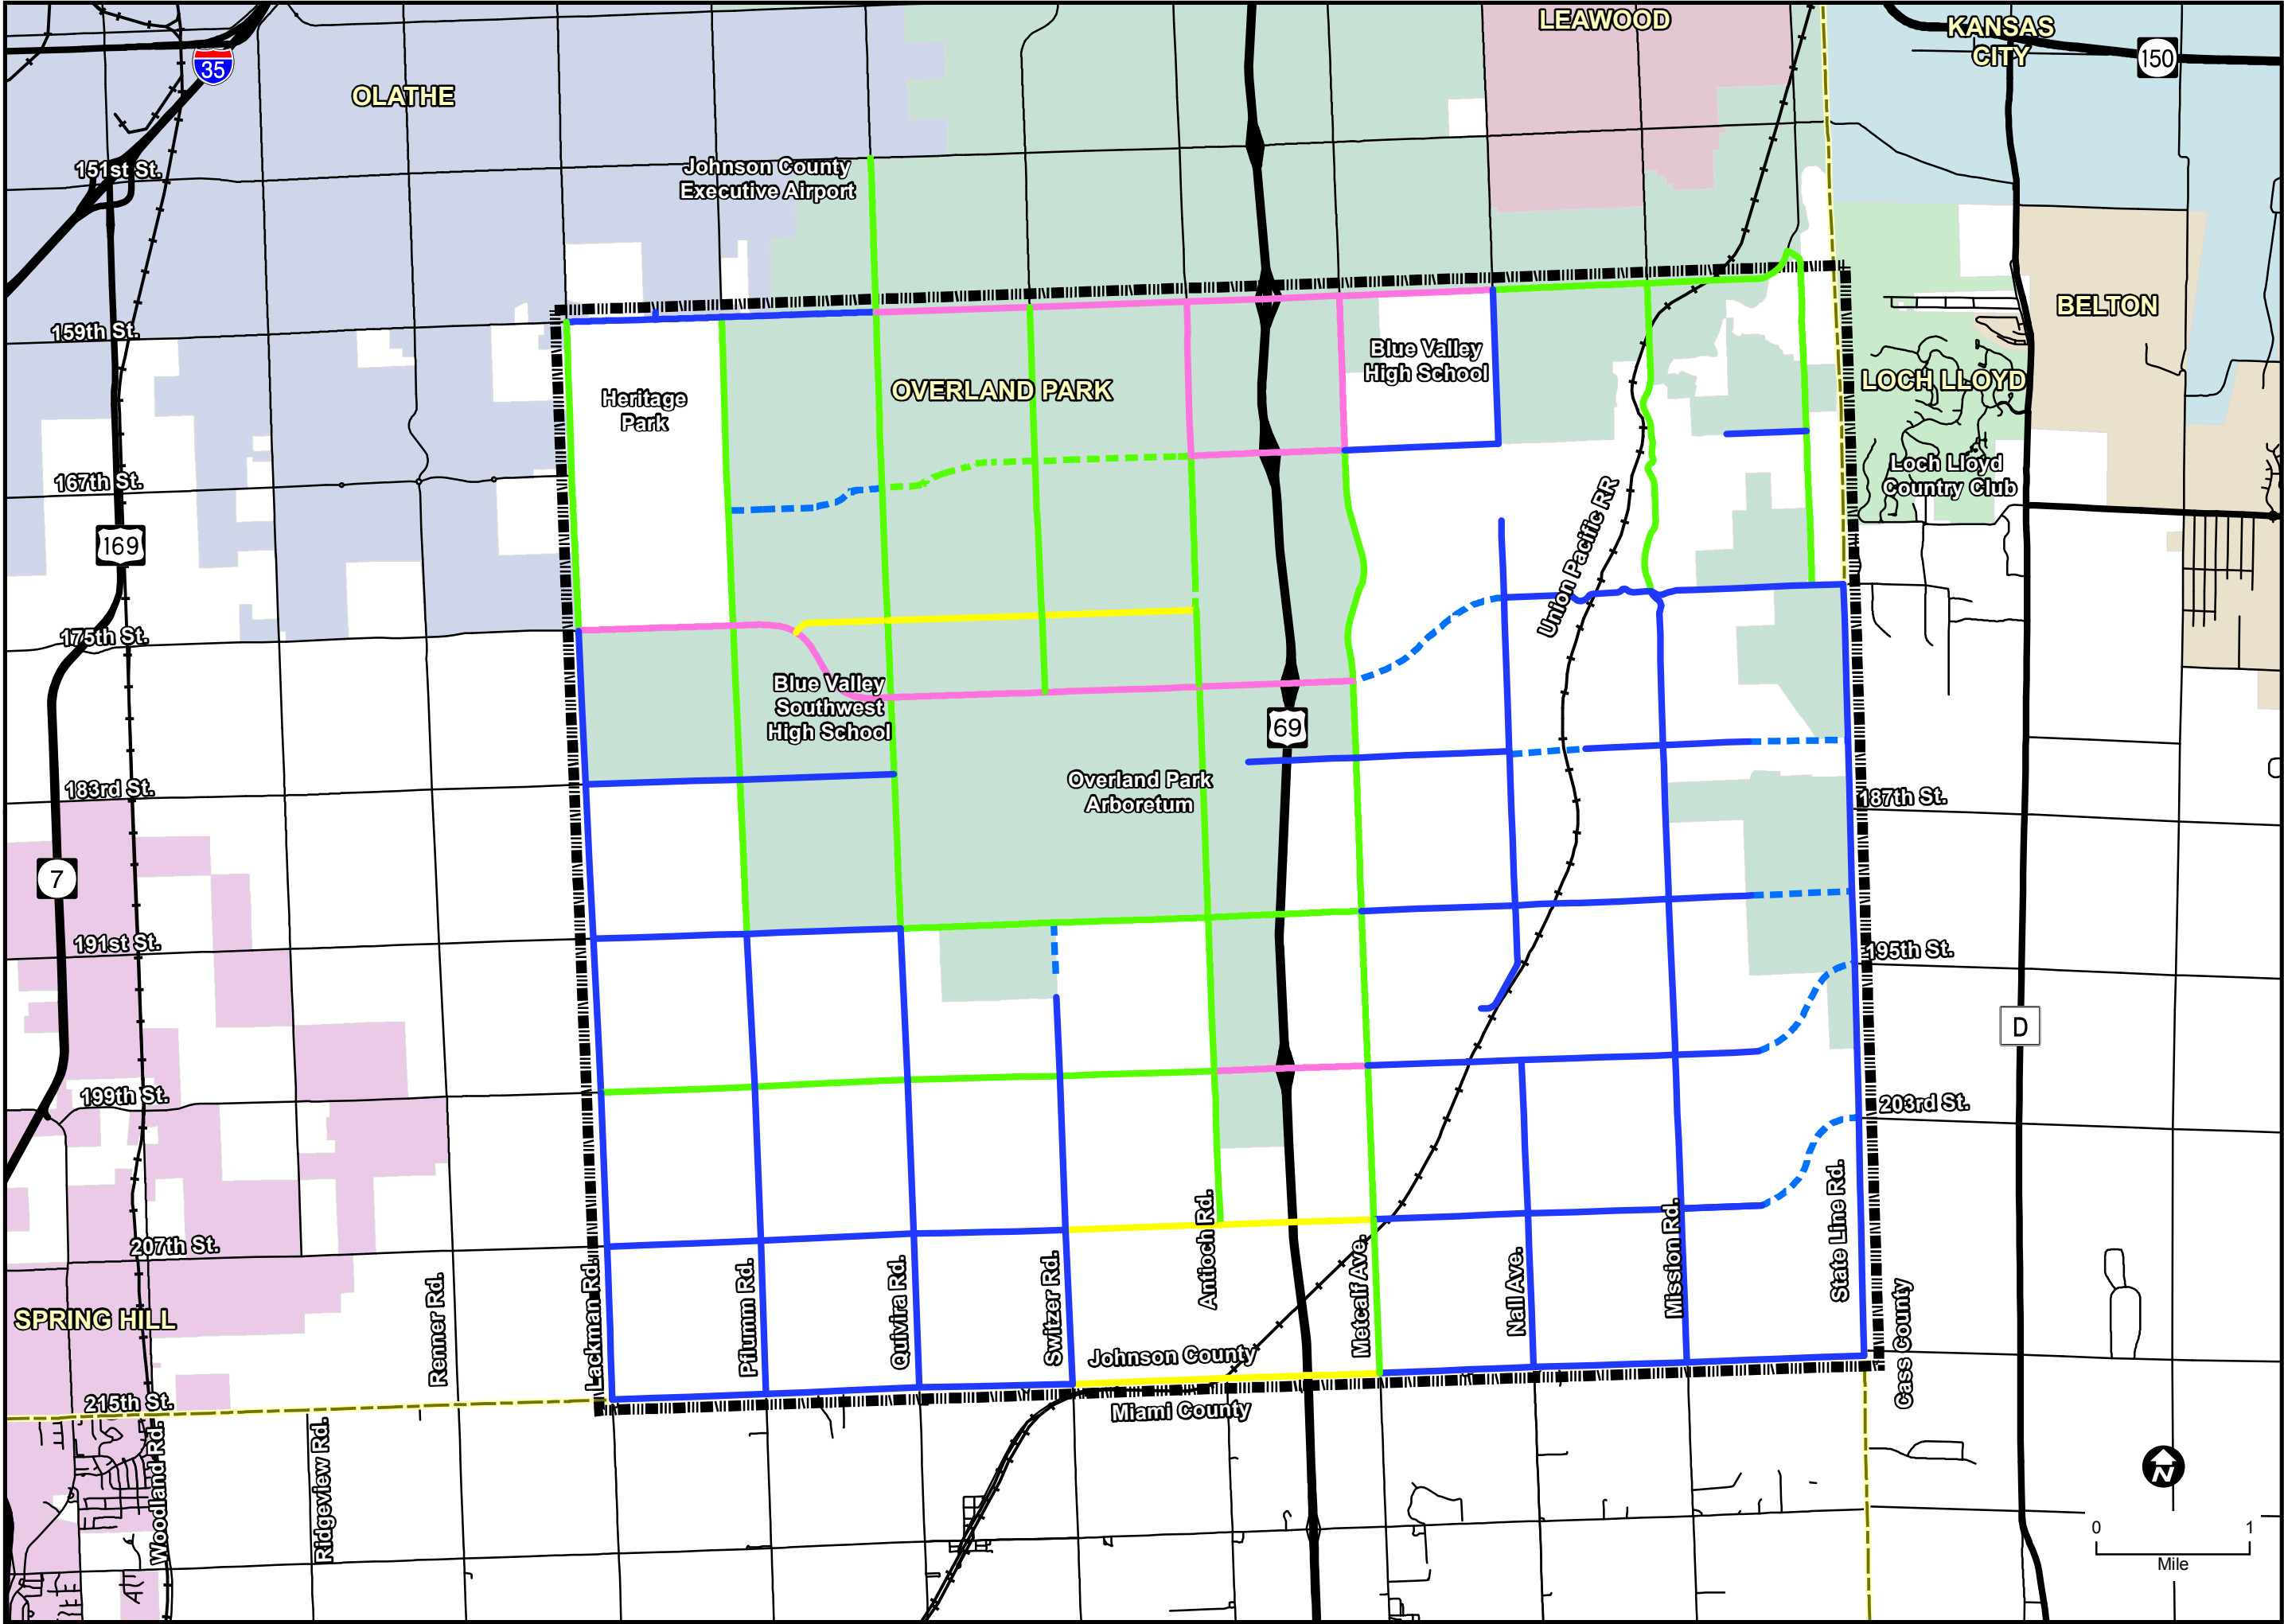 LEAWOOD
KANSAS
CITY
150
35
OLATHE
151st St.
Johnson County
Executive Airport
159th St.
BELTON
Blue Valley
High School
LOCH LLOYD
OVERLAND PARK
Heritage
Park
167th St.
Loch Lloyd
Country Club
169
Union Pacific RR
175th St.
Blue Valley
Southwest
High School
69
183rd St.
Overland Park
Arboretum
187th St.
7
191st St.
195th St.
D
199th St.
203rd St.
207th St.
SPRING HILL
Renner Rd.
Lackman Rd.
Pflumm Rd.
Quivira Rd.
Switzer Rd.
Antioch Rd.
Metcalf Ave.
Nall Ave.
Mission Rd.
State Line Rd.
Cass County
Johnson County
Miami County
215th St.
Woodland Rd.
Ridgeview Rd.
N
0 1
Mile